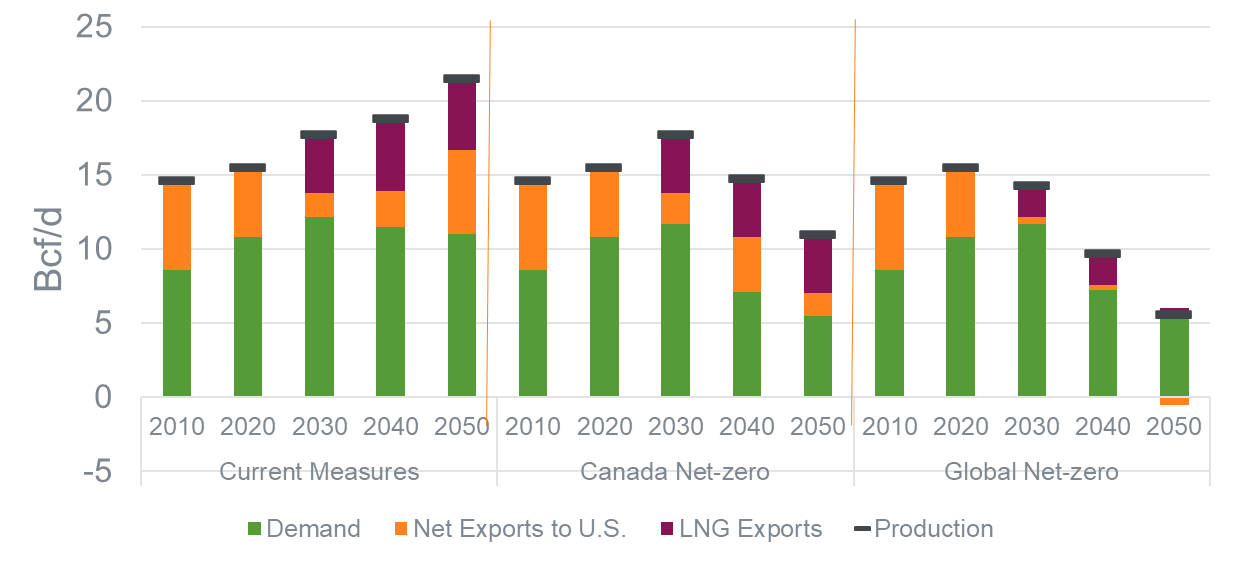 25
20
15
10
5
0
-5
Bcf/d
2010 2020 2030 2040 2050 2010 2020 2030 2040 2050 2010 2020 2030 2040 2050
Current Measures Canada Net-zero Global Net-zero
Demand Net Exports to U.S. LNG Exports Production